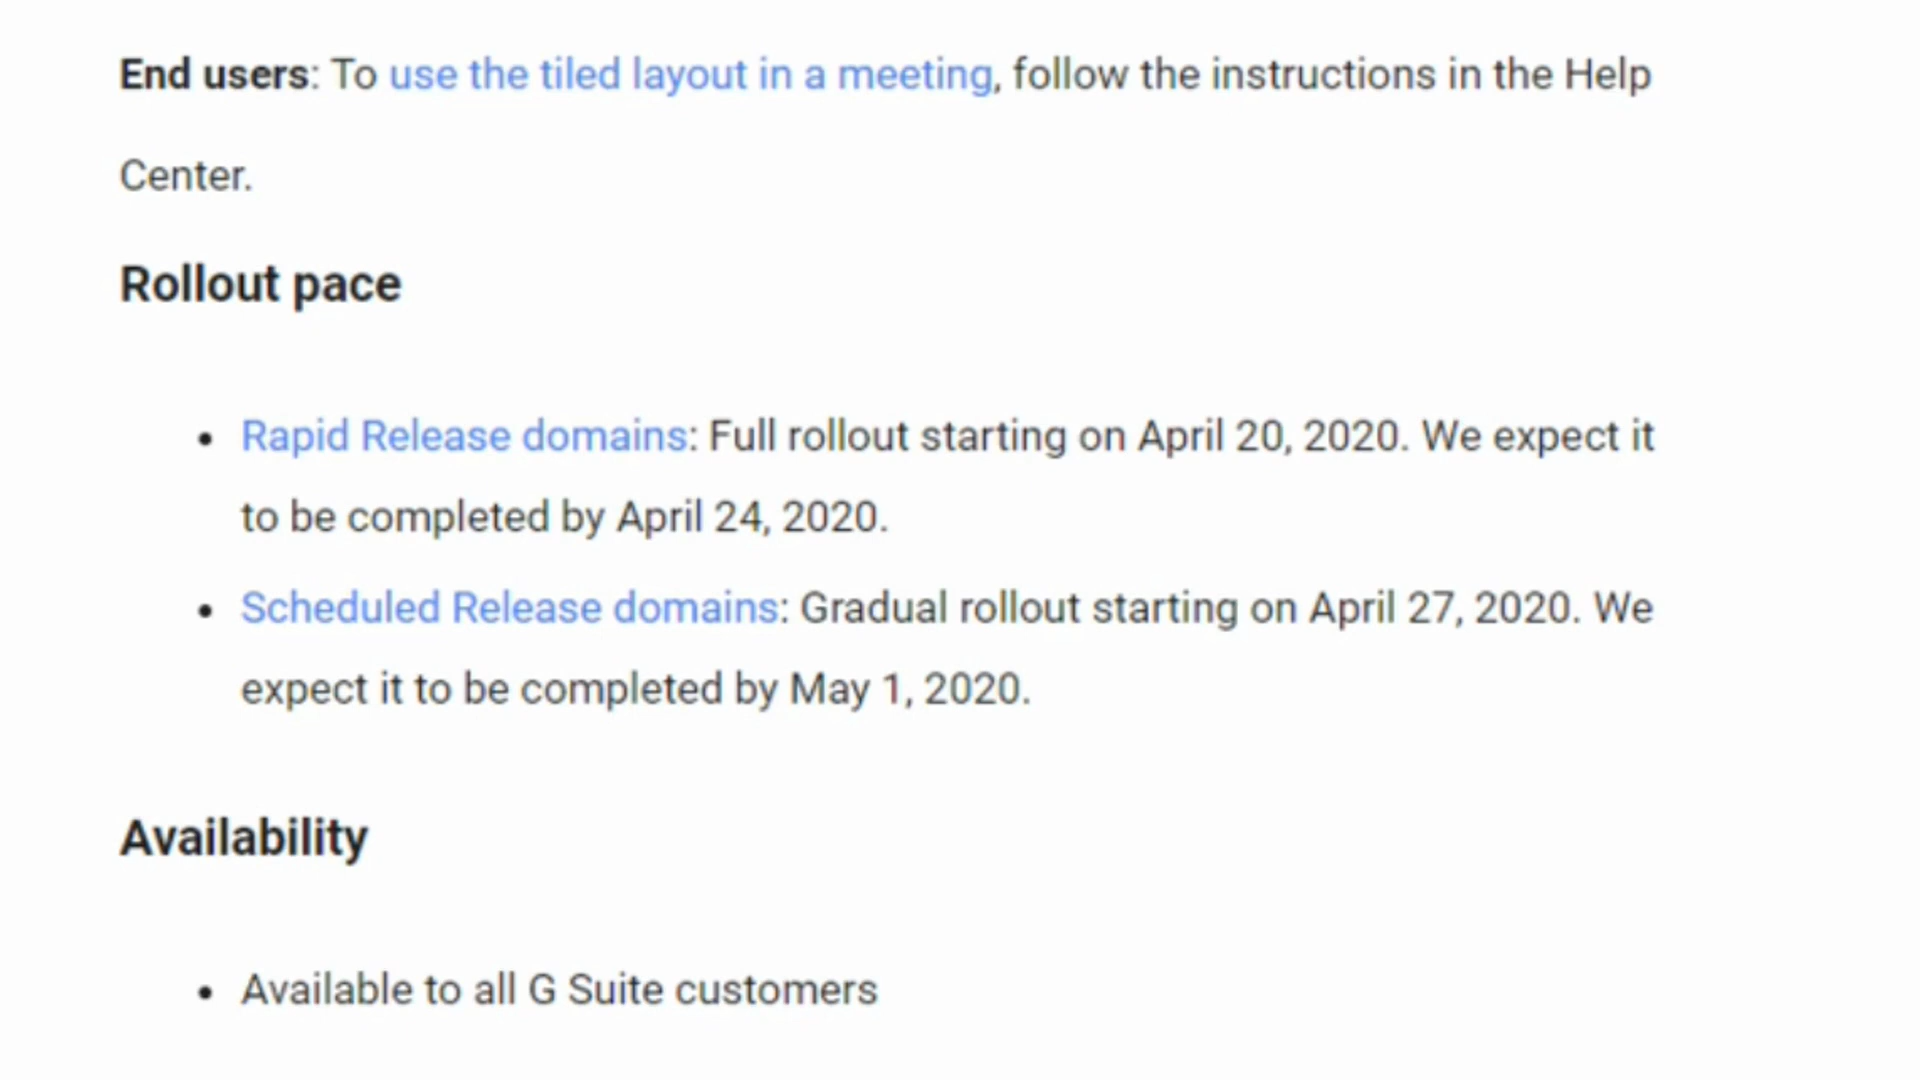 End users: To use the tiled layout in a meeting, follow the instructions in the Help
Center.
Rollout pace
• Rapid Release domains: Full rollout starting on April 20, 2020. We expect it
to be completed by April 24, 2020.
• Scheduled Release domains: Gradual rollout starting on April 27, 2020. We
expect it to be completed by May 1, 2020.
Availability
• Available to all G Suite customers